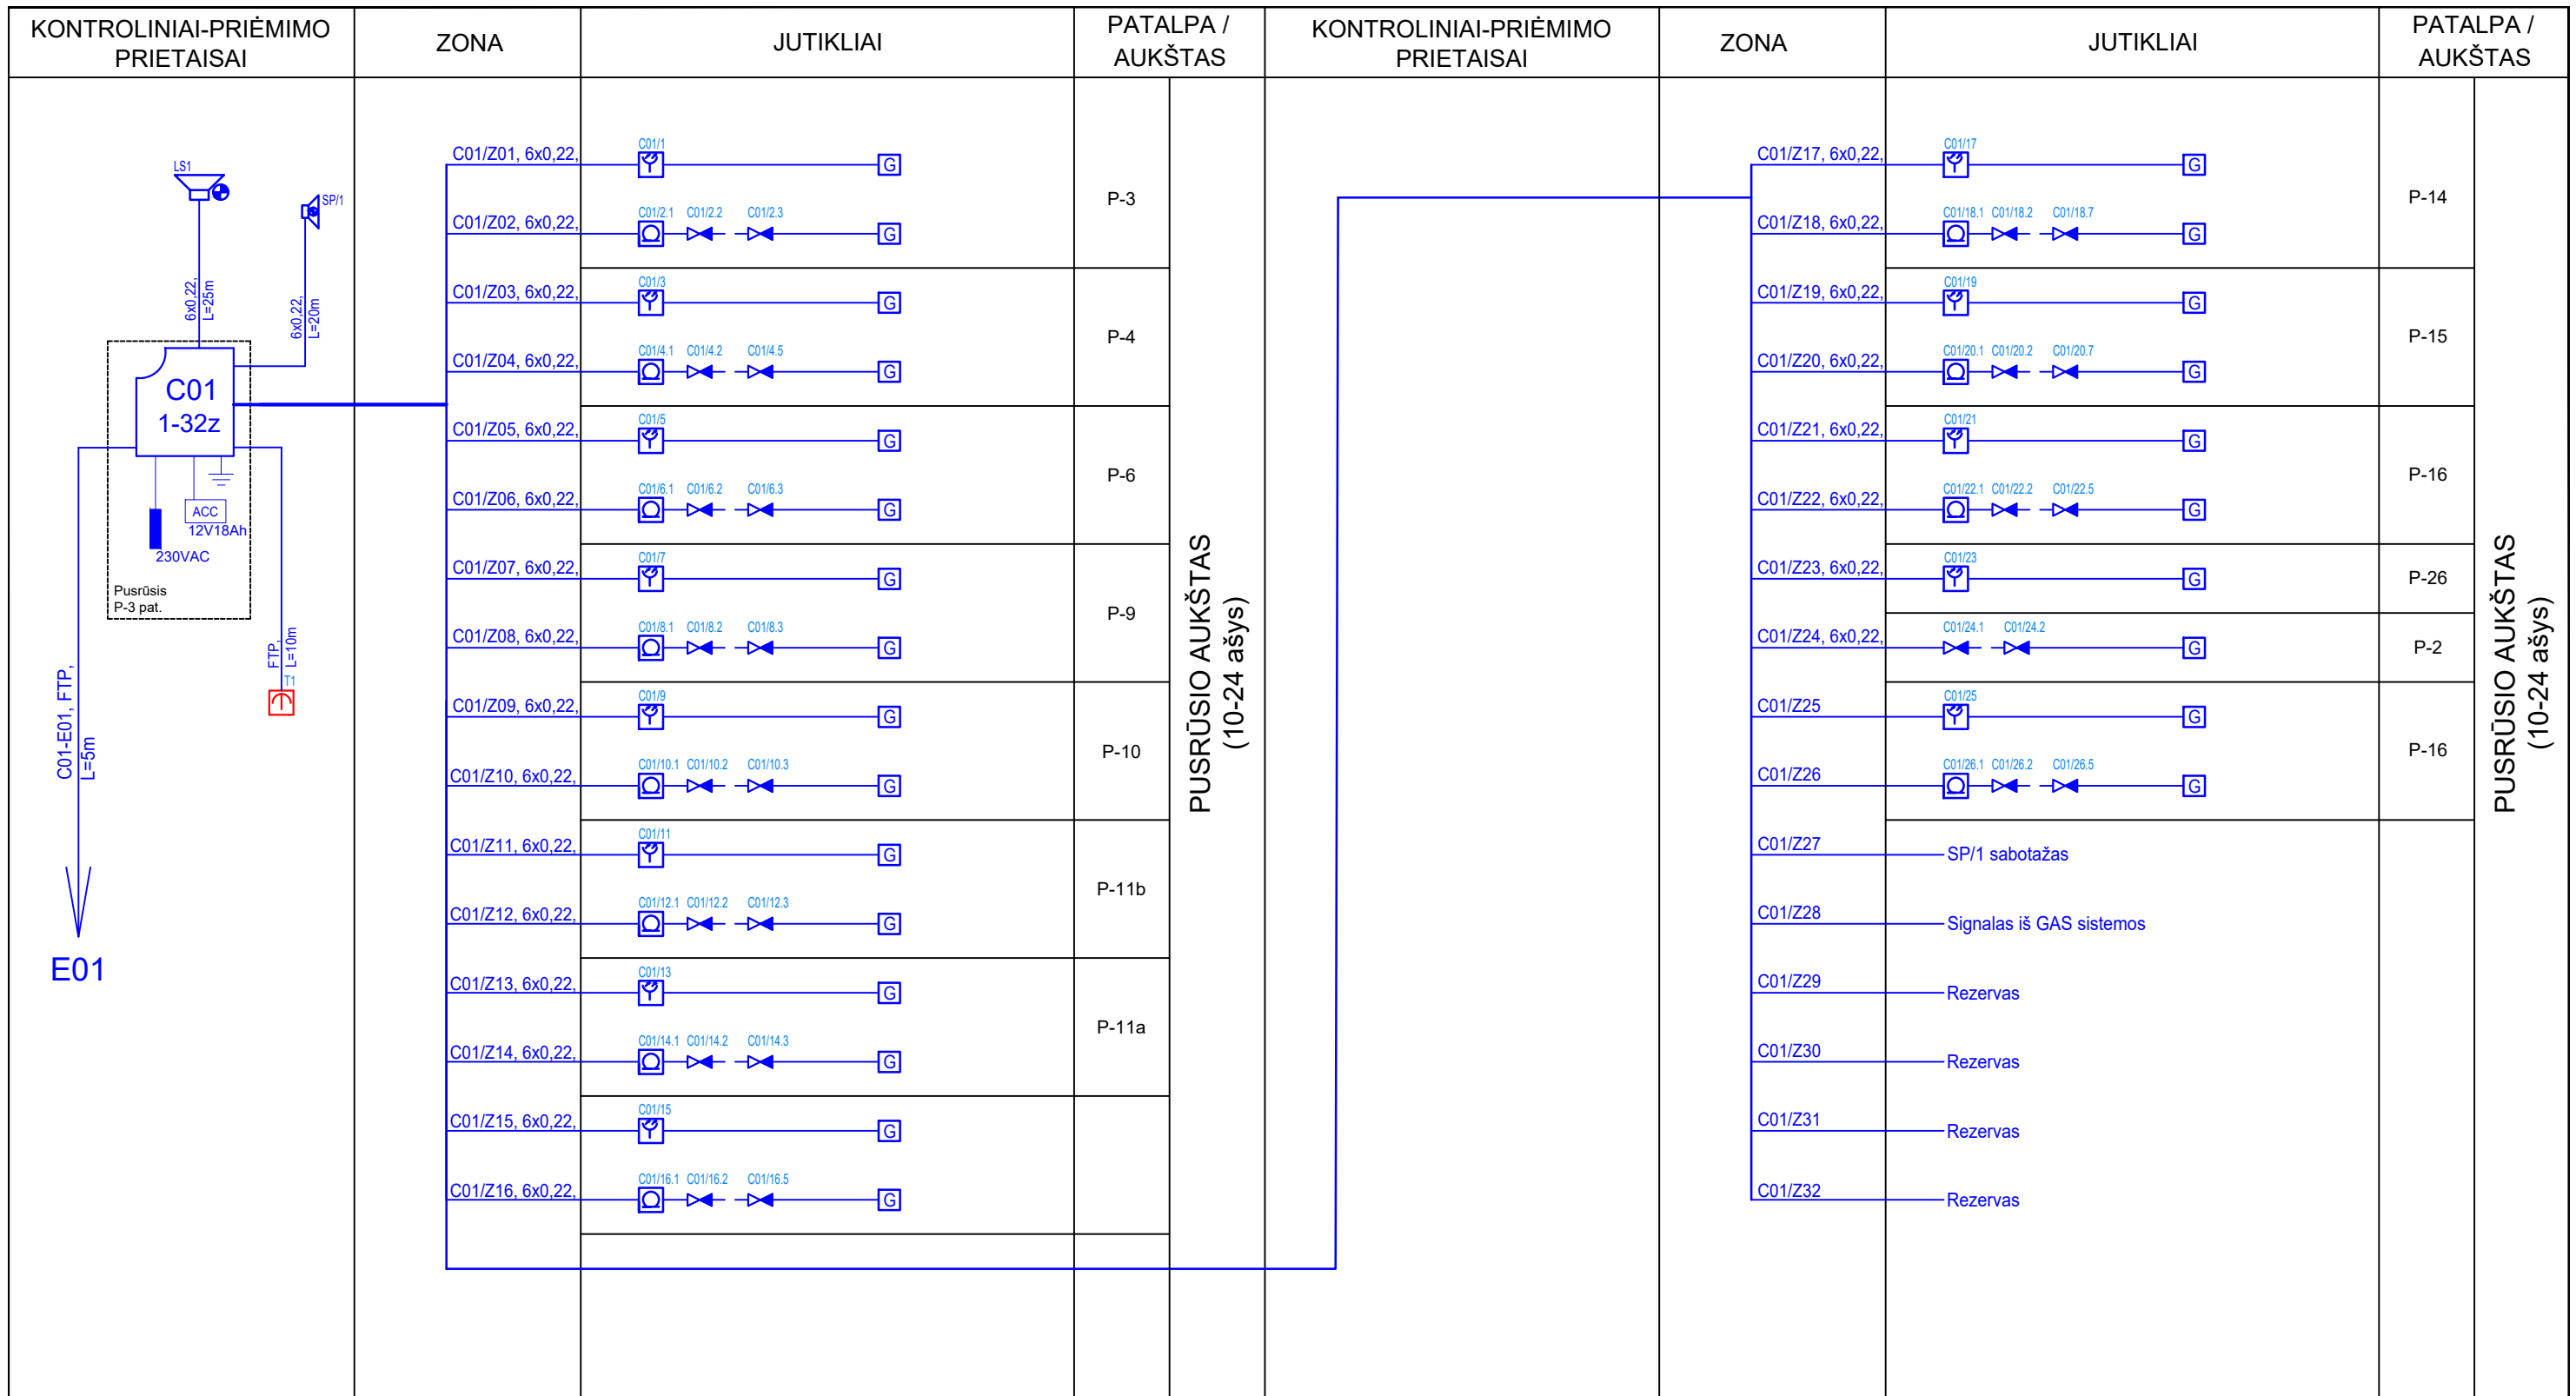 KONTROLINIAI-PRIĖMIMO
PRIETAISAI
ZONA
JUTIKLIAI
PATALPA /
AUKŠTAS
KONTROLINIAI-PRIĖMIMO
PRIETAISAI
ZONA
JUTIKLIAI
PATALPA /
AUKŠTAS
LS1
SP/1
6x0,22,
L=25m
6x0,22,
L=20m
C01
1-32z
ACC
12V18Ah
230VAC
Pusrūsis
P-3 pat.
FTP,
L=10m
T1
C01-E01, FTP,
L=5m
E01
C01/Z01, 6x0,22,
C01/1
G
C01/Z02, 6x0,22,
C01/2.1 C01/2.2 C01/2.3
G
P-3
C01/Z03, 6x0,22,
C01/3
G
C01/Z04, 6x0,22,
C01/4.1 C01/4.2 C01/4.5
G
P-4
C01/Z05, 6x0,22,
C01/5
G
C01/Z06, 6x0,22,
C01/6.1 C01/6.2 C01/6.3
G
P-6
C01/Z07, 6x0,22,
C01/7
G
C01/Z08, 6x0,22,
C01/8.1 C01/8.2 C01/8.3
G
P-9
C01/Z09, 6x0,22,
C01/9
G
C01/Z10, 6x0,22,
C01/10.1 C01/10.2 C01/10.3
G
P-10
C01/Z11, 6x0,22,
C01/11
G
C01/Z12, 6x0,22,
C01/12.1 C01/12.2 C01/12.3
G
P-11b
C01/Z13, 6x0,22,
C01/13
G
C01/Z14, 6x0,22,
C01/14.1 C01/14.2 C01/14.3
G
P-11a
C01/Z15, 6x0,22,
C01/15
G
C01/Z16, 6x0,22,
C01/16.1 C01/16.2 C01/16.5
G
PUSRŪSIO AUKŠTAS
(10-24 ašys)
C01/Z17, 6x0,22,
C01/17
G
C01/Z18, 6x0,22,
C01/18.1 C01/18.2 C01/18.7
G
P-14
C01/Z19, 6x0,22,
C01/19
G
C01/Z20, 6x0,22,
C01/20.1 C01/20.2 C01/20.7
G
P-15
C01/Z21, 6x0,22,
C01/21
G
C01/Z22, 6x0,22,
C01/22.1 C01/22.2 C01/22.5
G
P-16
C01/Z23, 6x0,22,
C01/23
G
P-26
C01/Z24, 6x0,22,
C01/24.1 C01/24.2
G
P-2
C01/Z25
C01/25
G
C01/Z26
C01/26.1 C01/26.2 C01/26.5
G
P-16
C01/Z27
SP/1 sabotažas
C01/Z28
Signalas iš GAS sistemos
C01/Z29
Rezervas
C01/Z30
Rezervas
C01/Z31
Rezervas
C01/Z32
Rezervas
PUSRŪSIO AUKŠTAS
(10-24 ašys)